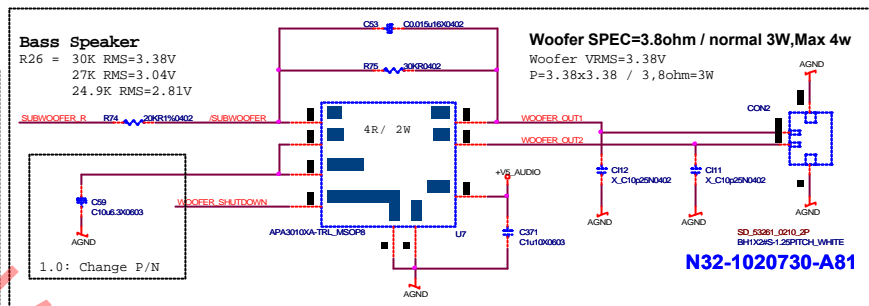 C53
C0.015u16X0402
Bass Speaker
R26 = 30K RMS=3.38V
27K RMS=3.04V
24.9K RMS=2.81V
R75
30KR0402
Woofer SPEC=3.8ohm / normal 3W,Max 4w
Woofer VRMS=3.38V
P=3.38x3.38 / 3,8ohm=3W
AGND
CON2
SUBWOOFER_R
R74
20KR1%0402
/SUBWOOFER
4R/ 2W
WOOFER_OUT1
WOOFER_OUT2
+V5_AUDIO
C59
C10u6.3X0603
AGND
WOOFER_SHUTDOWN
1.0: Change P/N
APA3010XA-TRL_MSOP8
U7
C371
C1u10X0603
AGND
CI12
X_C10p25N0402
AGND
CI11
X_C10p25N0402
AGND
AGND
SD_53261_0210_2P
BH1X2#S-1.25PITCH_WHITE
N32-1020730-A81